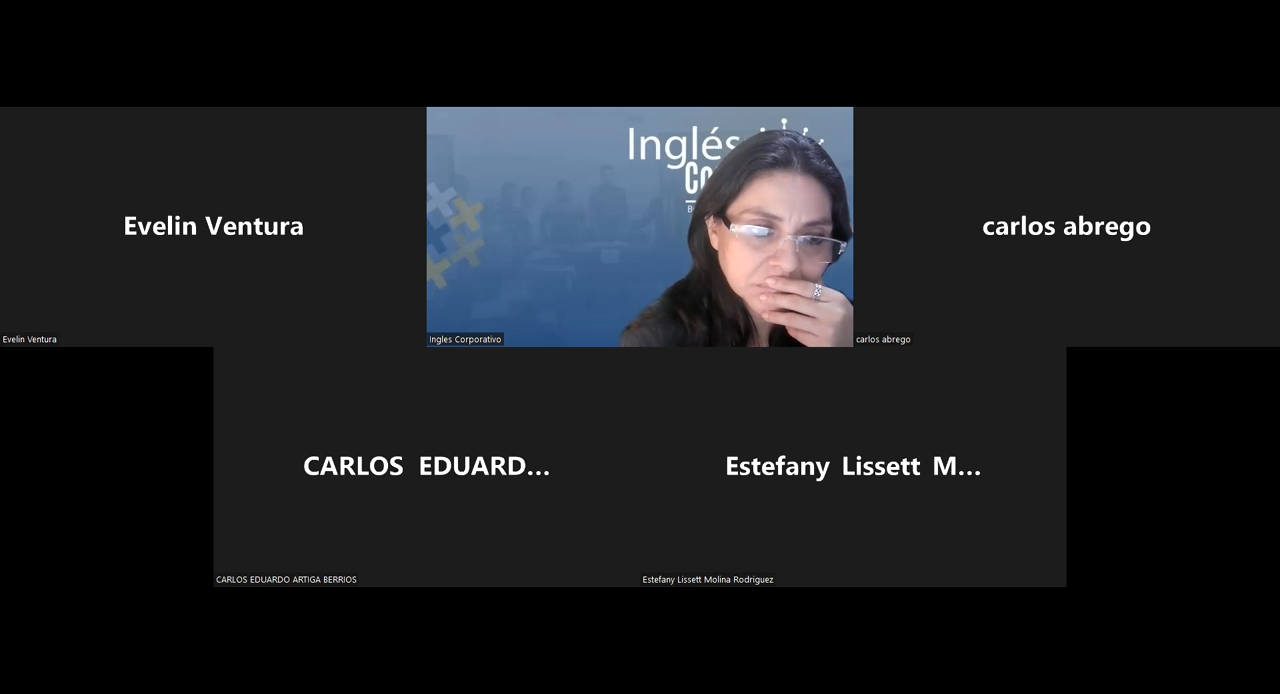 Evelin Ventura
Evelin Ventura
Inglés
Ingles Corporativo
carlos abrego
carlos abrego
CARLOS EDUARD...
CARLOS EDUARDO ARTIGA BERRIOS
Estefany Lissett M...
Estefany Lissett Molina Rodriguez